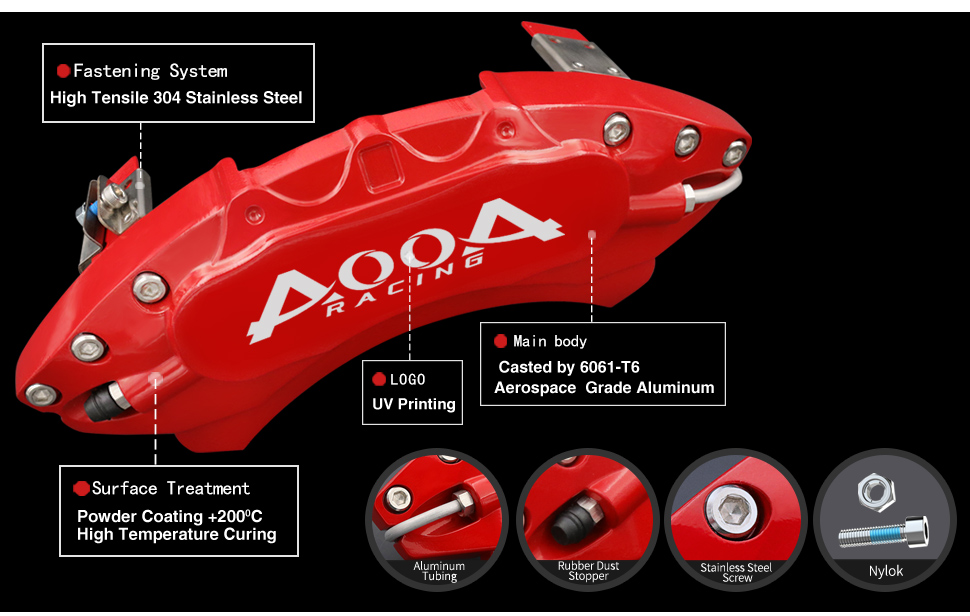 Fastening System
High Tensile 304 Stainless Steel
AOOA
RACING
Main body
Casted by 6061-T6
Aerospace Grade Aluminum
LOGO
UV Printing
Surface Treatment
Powder Coating +200⁰C
High Temperature Curing
Aluminum
Tubing
Rubber Dust
Stopper
Stainless Steel
Screw
Nylok